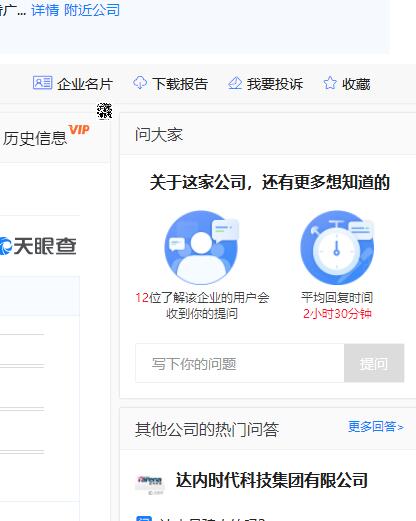 详情 附近公司
企业名片 下载报告 我要投诉 收藏
历史信息 VIP
天眼查
问大家
关于这家公司，还有更多想知道的
12位了解该企业的用户会
收到你的提问
平均回复时间
2小时30分钟
写下你的问题 提问
其他公司的热门问答 更多回答>
达内时代科技集团有限公司